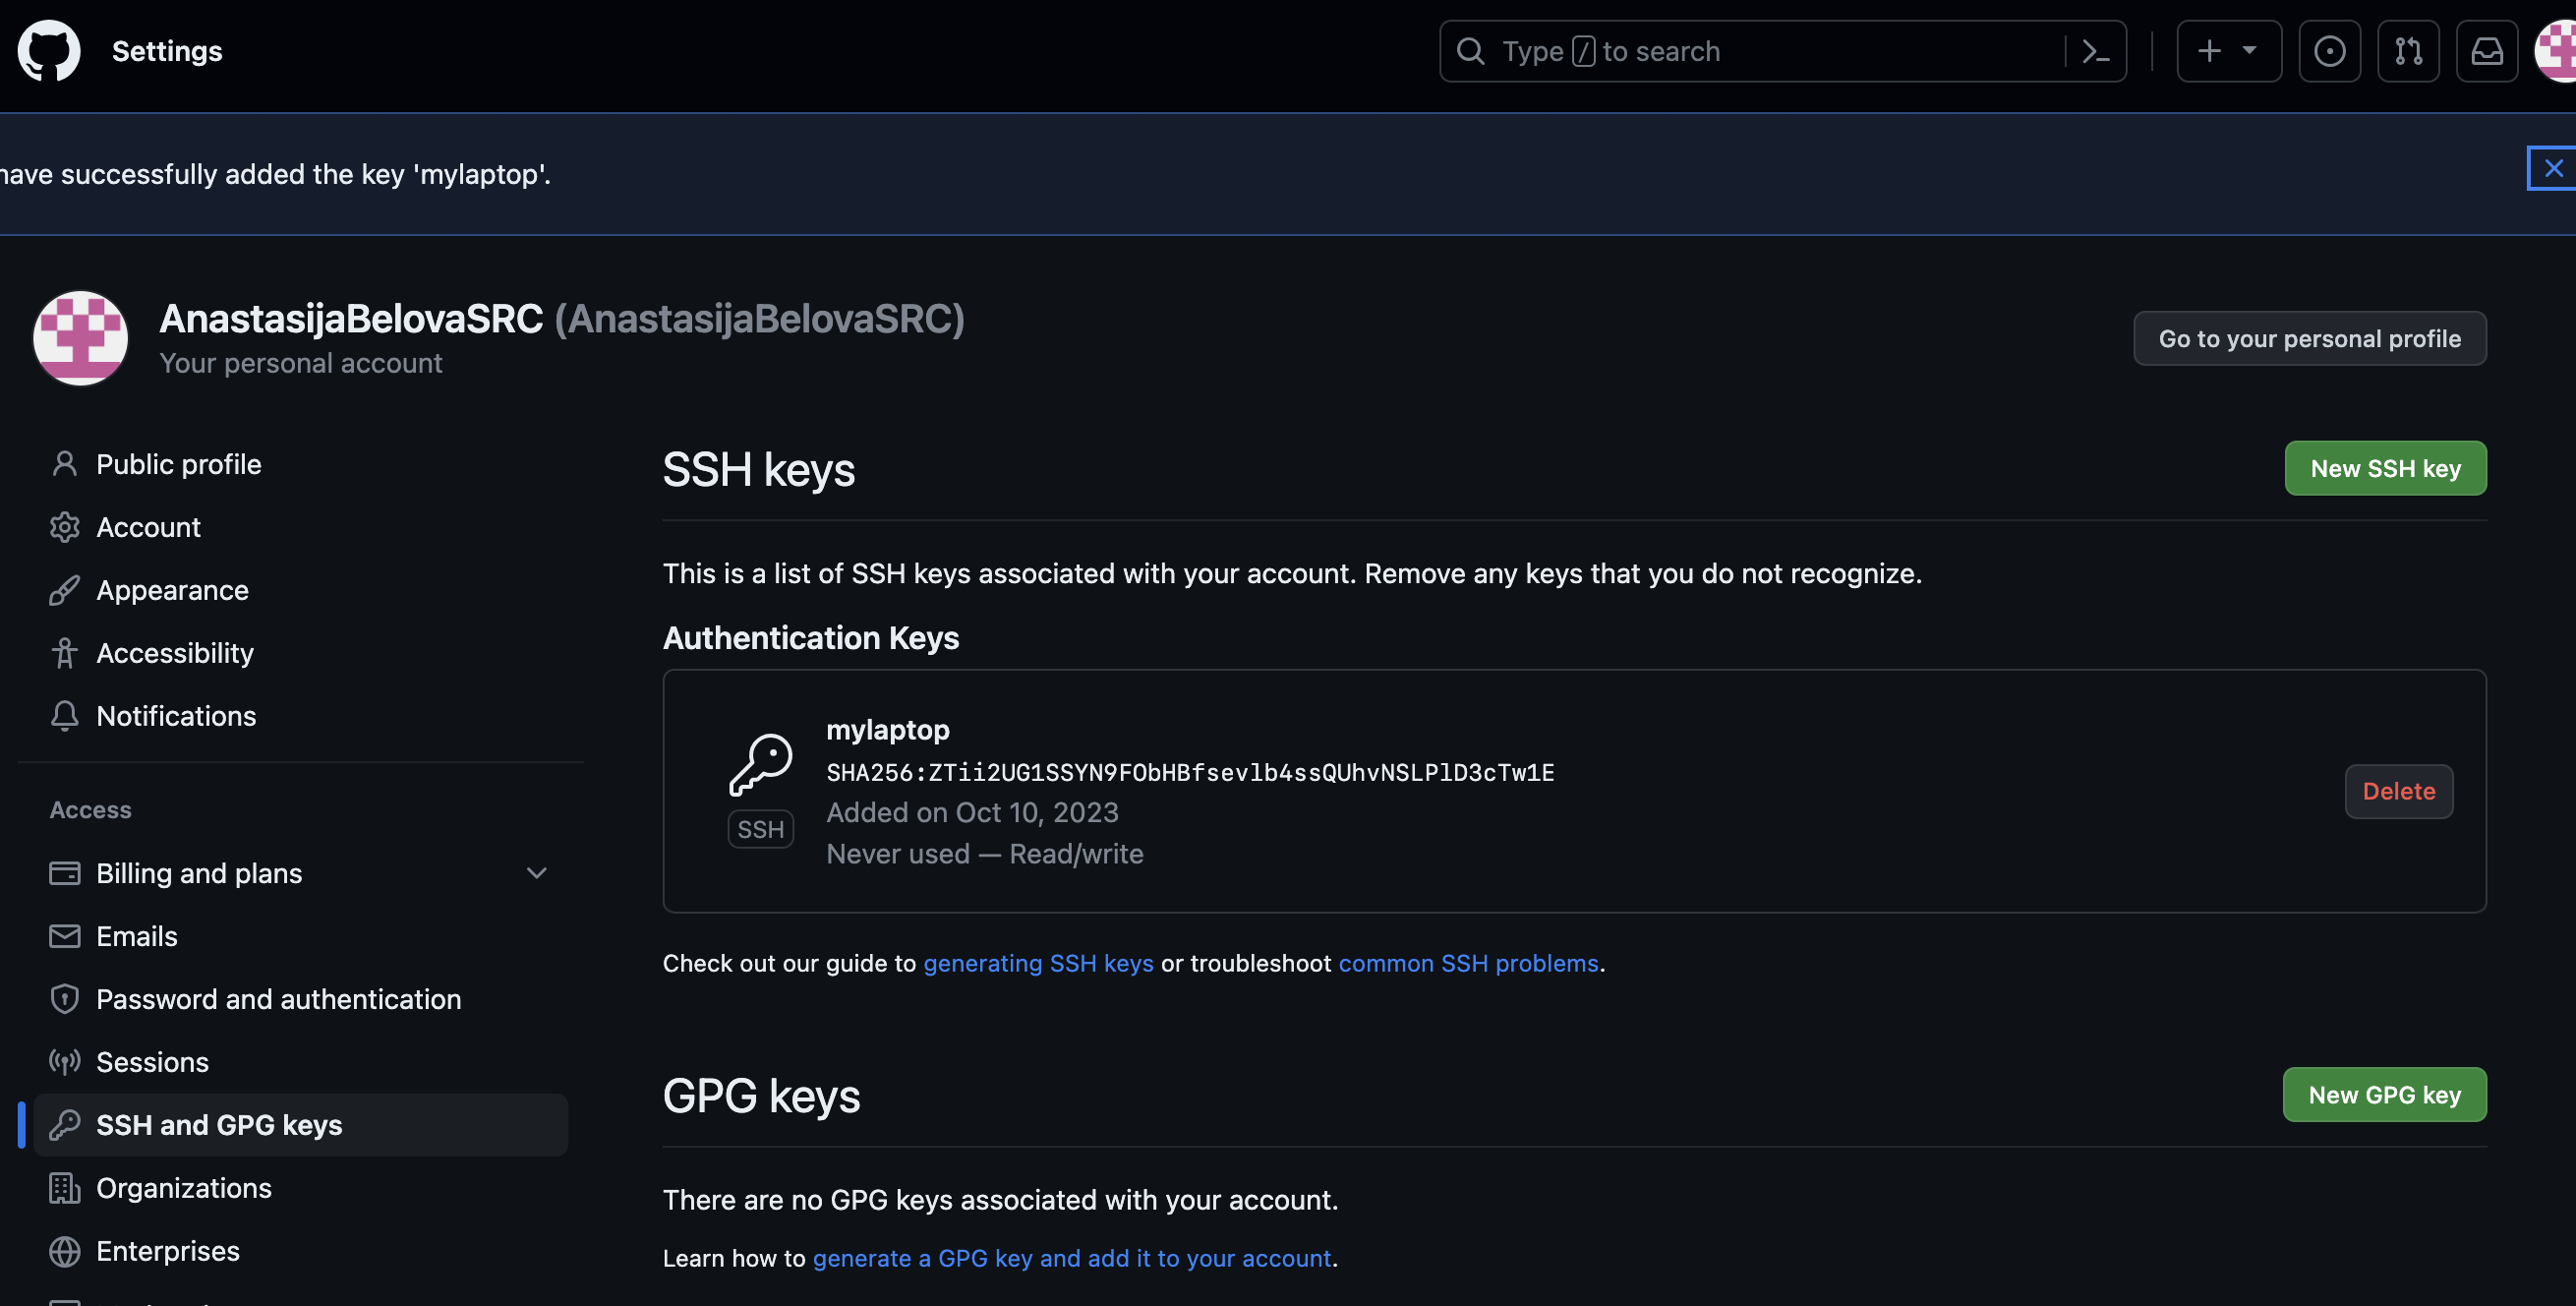 Settings
Type / to search
have successfully added the key 'mylaptop'.
AnastasijaBelovaSRC (AnastasijaBelovaSRC)
Your personal account
Go to your personal profile
Public profile
Account
Appearance
Accessibility
Notifications
Access
Billing and plans
Emails
Password and authentication
Sessions
SSH and GPG keys
Organizations
Enterprises
SSH keys
New SSH key
This is a list of SSH keys associated with your account. Remove any keys that you do not recognize.
Authentication Keys
mylaptop
SHA256:ZTii2UG1SSYN9FObHBfsevlb4ssQUhvNSLPlD3cTw1E
Added on Oct 10, 2023
Never used — Read/write
SSH
Delete
Check out our guide to generating SSH keys or troubleshoot common SSH problems.
GPG keys
New GPG key
There are no GPG keys associated with your account.
Learn how to generate a GPG key and add it to your account.